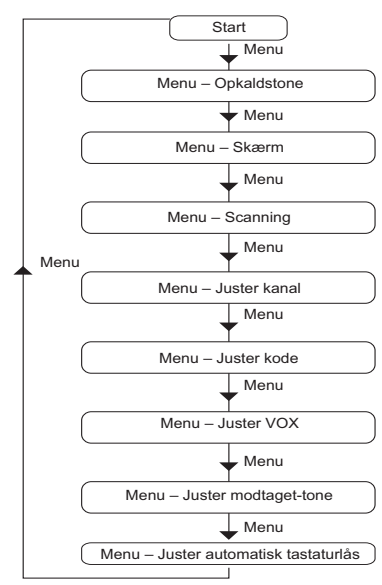 Start
Menu
Menu – Opkaldstone
Menu
Menu – Skærm
Menu
Menu – Scanning
Menu
Menu
Menu – Juster kanal
Menu
Menu – Juster kode
Menu
Menu – Juster VOX
Menu
Menu – Juster modtaget-tone
Menu
Menu – Juster automatisk tastaturlås